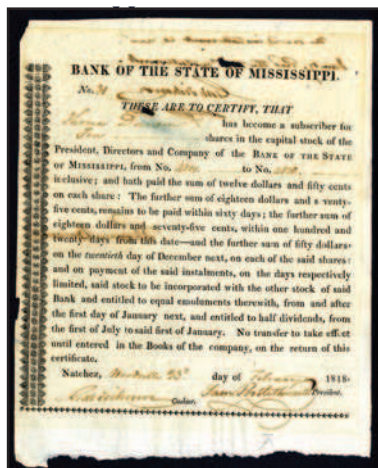 BANK OF THE STATE OF MISSISSIPPI.
No. 31
THESE ARE TO CERTIFY, THAT
has become a subscriber for
shares in the capital stock of the
President, Directors and Company of the BANK OF THE STATE
OF MISSISSIPPI, from No. to No.
inclusive; and hath paid the sum of twelve dollars and fifty cents
on each share: The further sum of eighteen dollars and s venty-
five cents, remains to be paid within sixty days; the further sum of
eighteen dollars and seventy-five cents, within one hundred and
twenty days from this date—and the further sum of fifty dollars
on the twentieth day of December next, on each of the said shares:
and on payment of the said instalments, on the days respectively
limited, said stock to be incorporated with the other stock of said
Bank and entitled to equal emoluments therewith, from and after
the first day of January next, and entitled to half dividends, from
the first of July to said first of January. No transfer to take effect
until entered in the Books of the company, on the return of this
certificate.
Natchez, Woodville 23d day of February 1818.
Cashier. President.